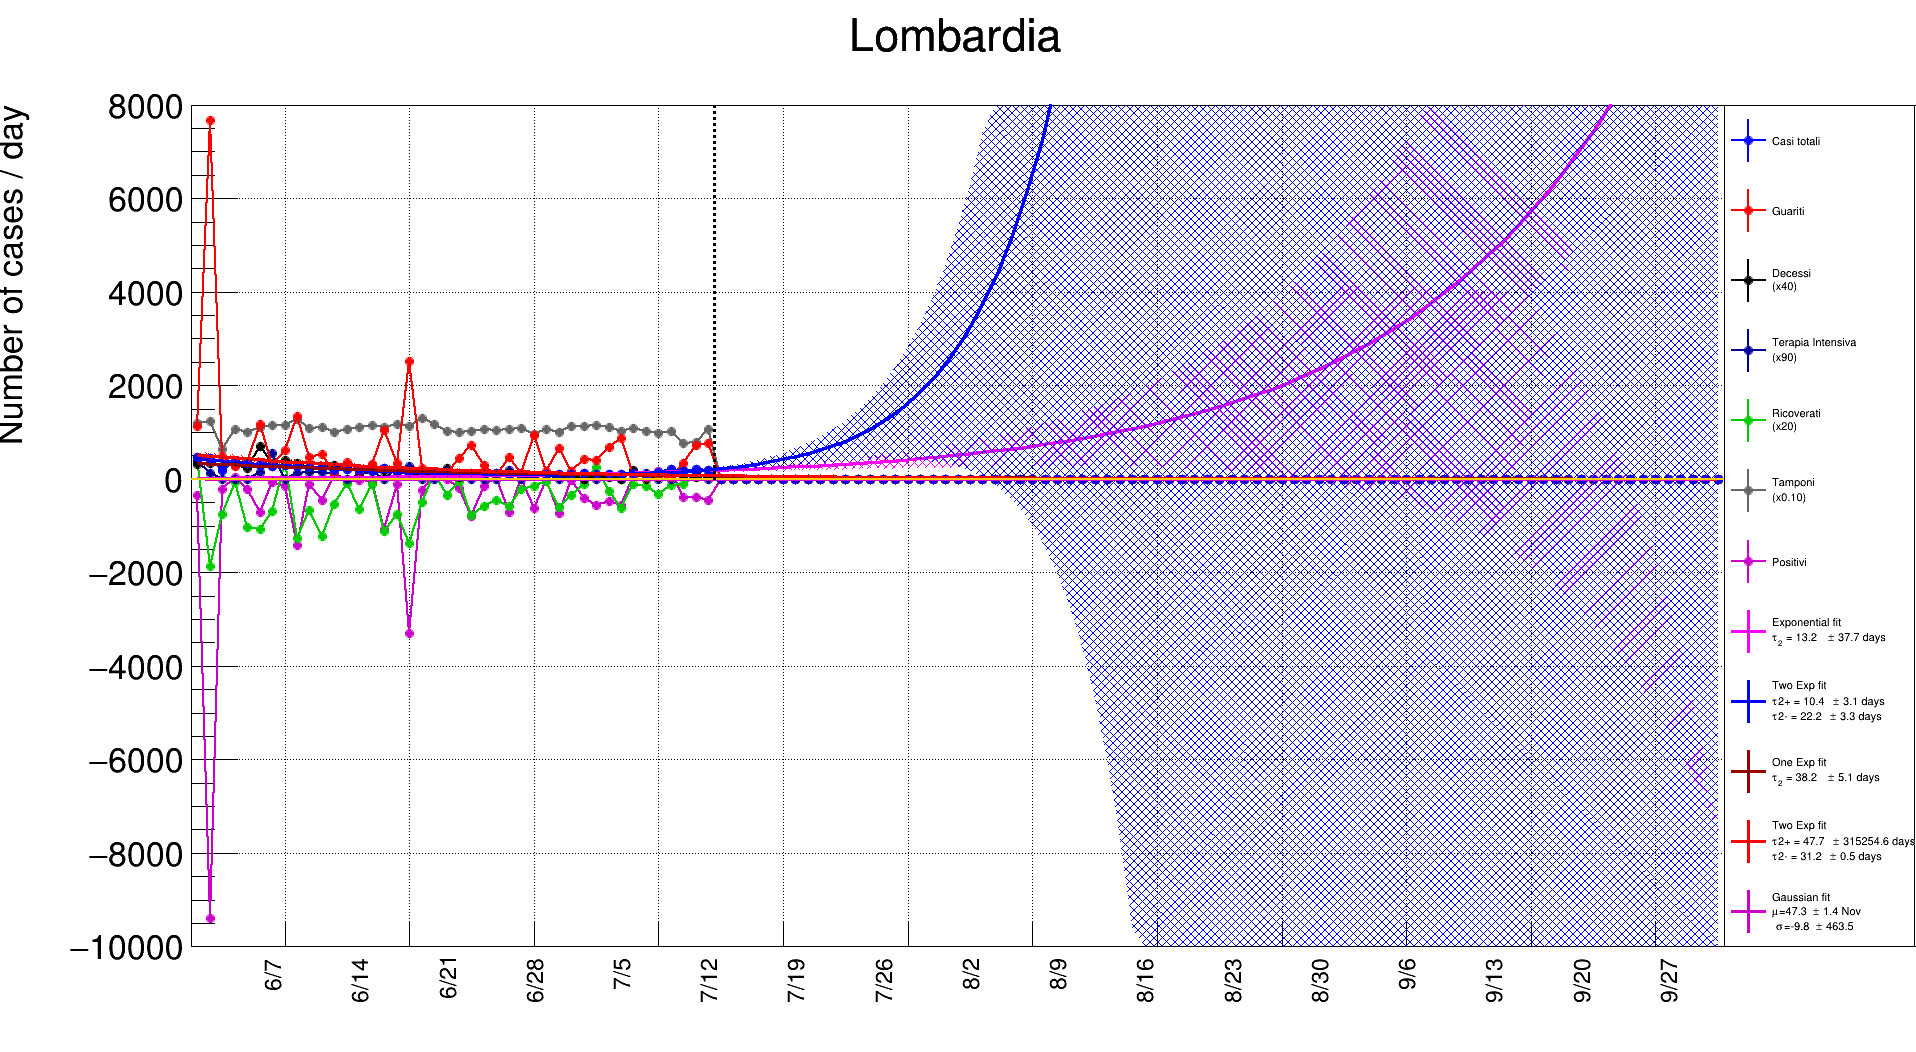 Lombardia
Number of cases / day
8000
6000
4000
2000
0
−2000
−4000
−6000
−8000
−10000
6/7
6/14
6/21
6/28
7/5
7/12
7/19
7/26
8/2
8/9
8/16
8/23
8/30
9/6
9/13
9/20
9/27
Casi totali
Guariti
Decessi
(x40)
Terapia Intensiva
(x90)
Ricoverati
(x20)
Tamponi
(x0.10)
Positivi
Exponential fit
τ2 = 13.2 ± 37.7 days
Two Exp fit
τ2+ = 10.4 ± 3.1 days
τ2- = 22.2 ± 3.3 days
One Exp fit
τ2 = 38.2 ± 5.1 days
Two Exp fit
τ2+ = 47.7 ± 315254.6 days
τ2- = 31.2 ± 0.5 days
Gaussian fit
μ=47.3 ± 1.4 Nov
σ=-9.8 ± 463.5